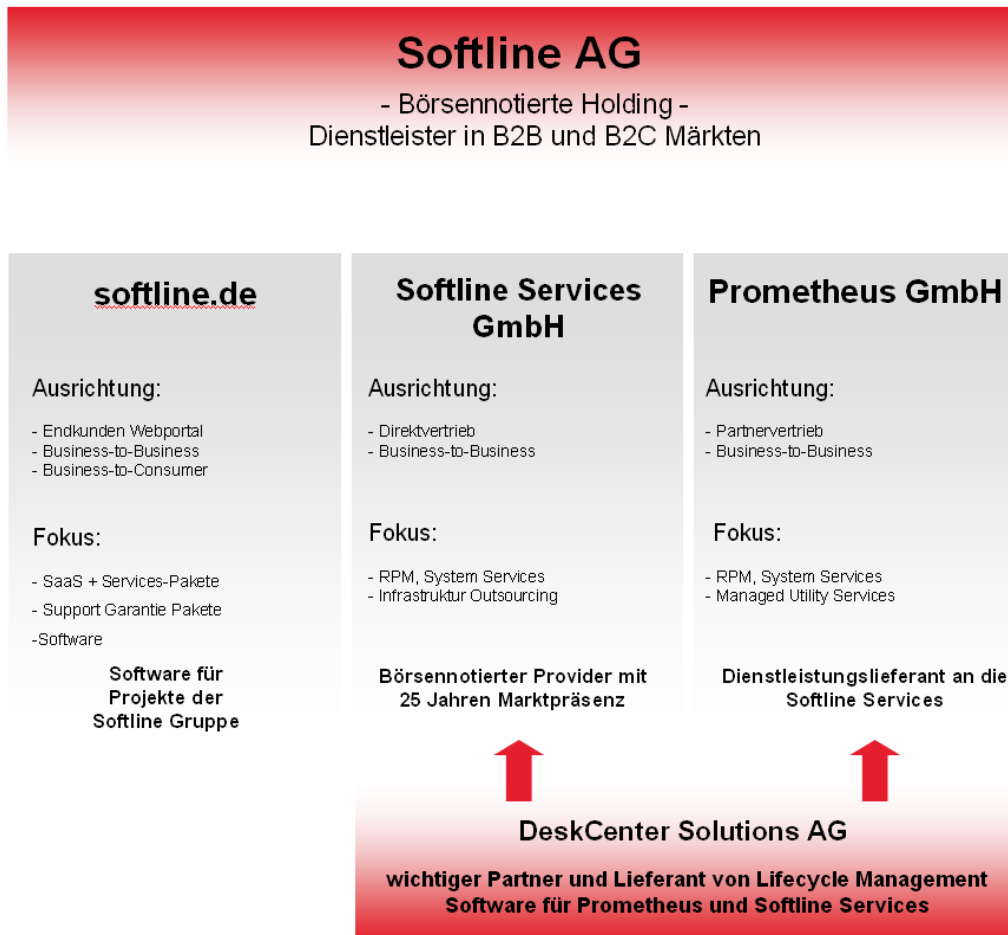 Softline AG
- Börsennotierte Holding -
Dienstleister in B2B und B2C Märkten
softline.de
Ausrichtung:
- Endkunden Webportal
- Business-to-Business
- Business-to-Consumer
Fokus:
- SaaS + Services-Pakete
- Support Garantie Pakete
-Software
Software für
Projekte der
Softline Gruppe
Softline Services
GmbH
Ausrichtung:
- Direktvertrieb
- Business-to-Business
Fokus:
- RPM, System Services
- Infrastruktur Outsourcing
Börsennotierter Provider mit
25 Jahren Marktpräsenz
Prometheus GmbH
Ausrichtung:
- Partnervertrieb
- Business-to-Business
Fokus:
- RPM, System Services
- Managed Utility Services
Dienstleistungslieferant an die
Softline Services
DeskCenter Solutions AG
wichtiger Partner und Lieferant von Lifecycle Management
Software für Prometheus und Softline Services